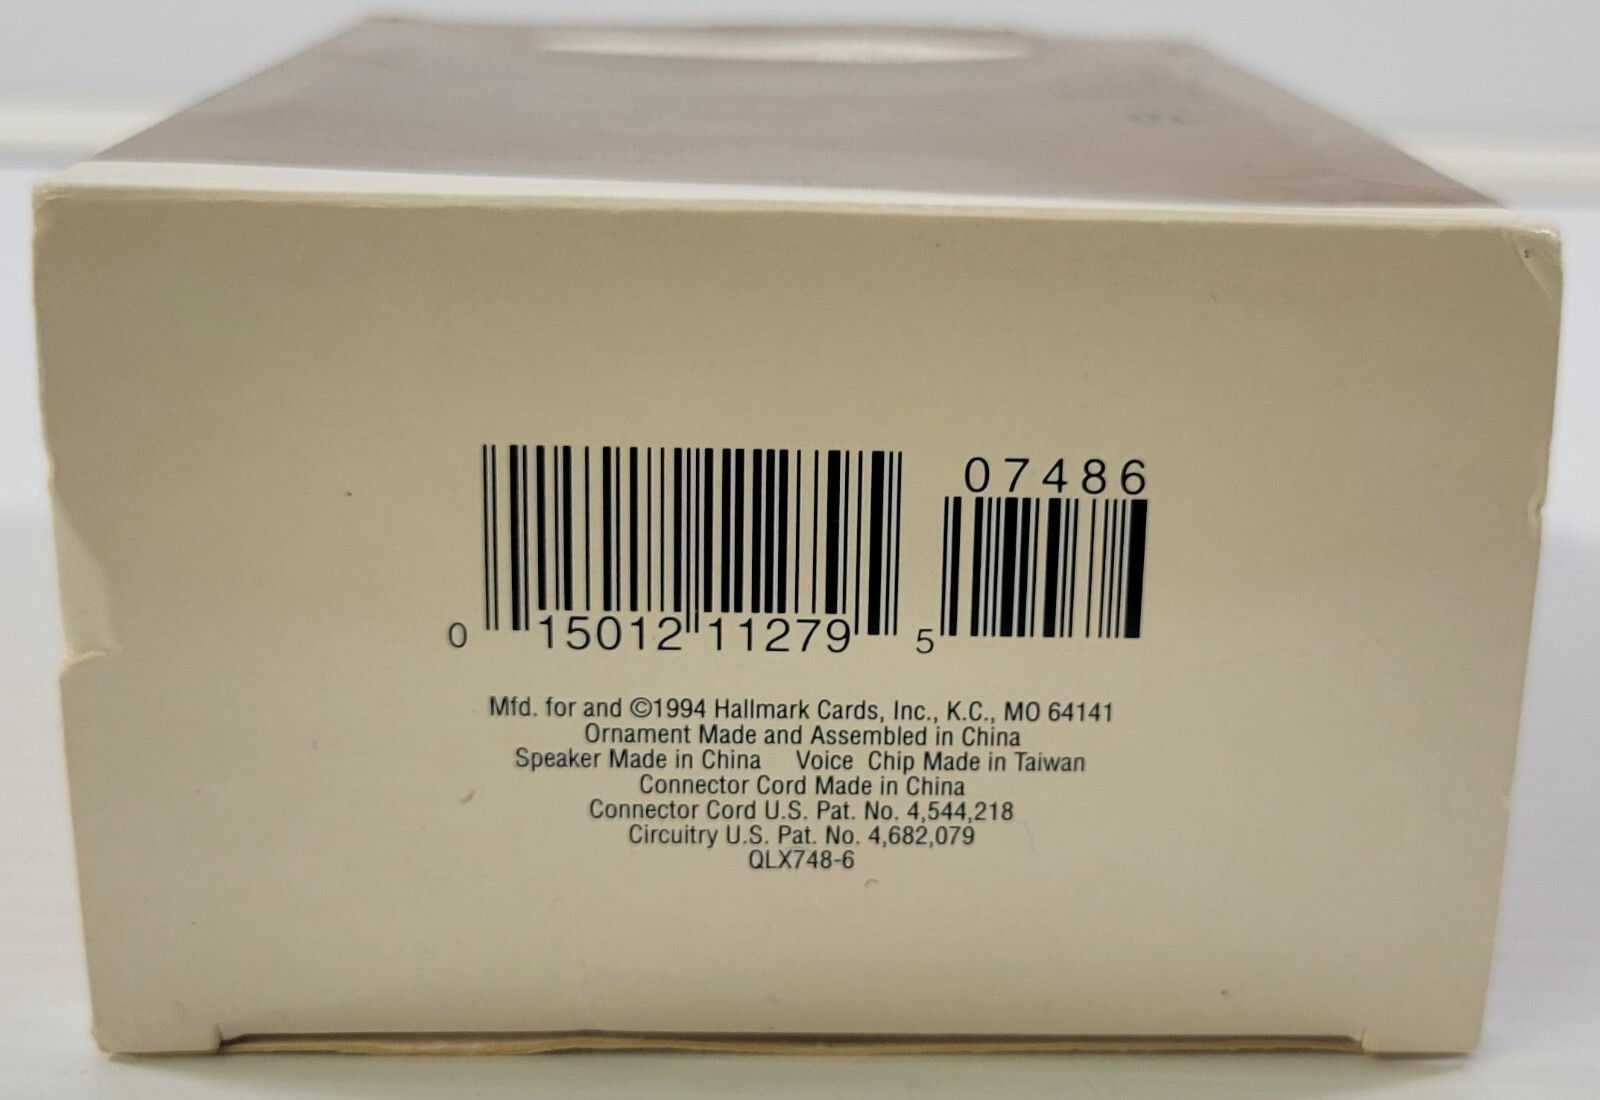 07486
0 15012 11279 5
Mfd. for and ©1994 Hallmark Cards, Inc., K.C., MO 64141
Ornament Made and Assembled in China
Speaker Made in China Voice Chip Made in Taiwan
Connector Cord Made in China
Connector Cord U.S. Pat. No. 4,544,218
Circuitry U.S. Pat. No. 4,682,079
QLX748-6